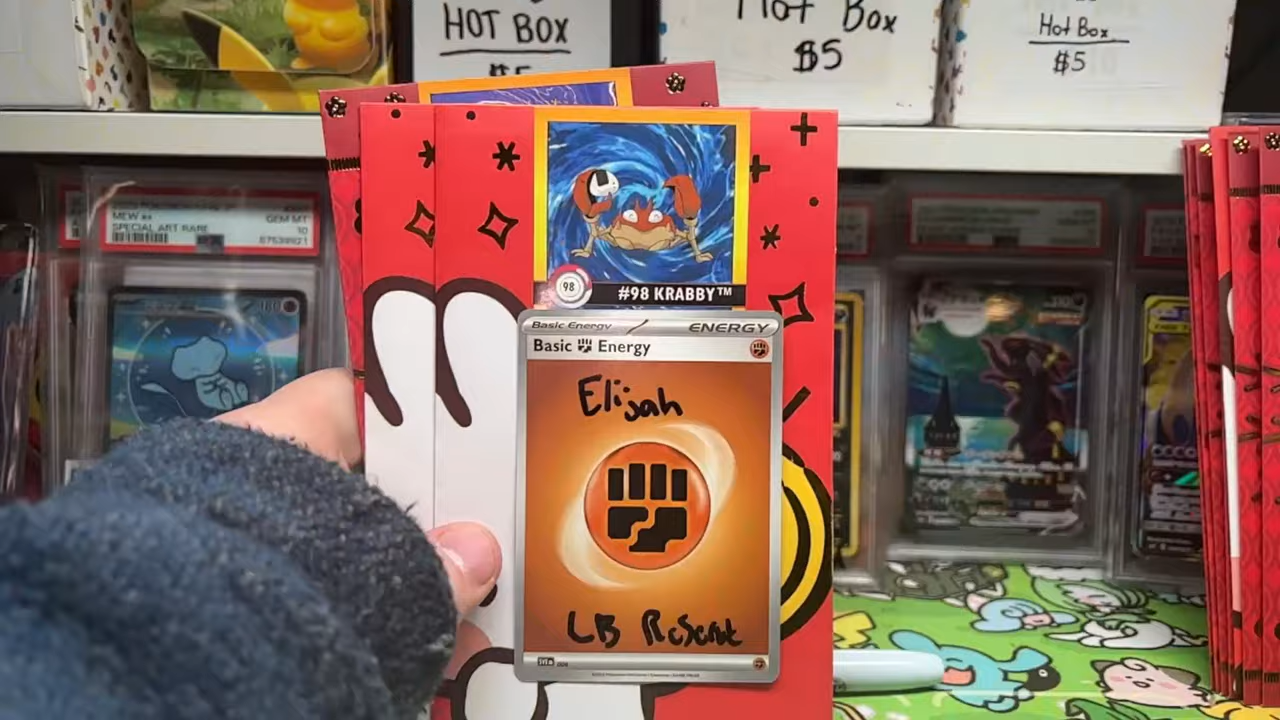 HOT BOX
Hot Box
$5
Hot Box
$5
MEW ex
GEM MT
SPECIAL ART RARE
10
98
#98 KRABBY™
Basic Energy
ENERGY
Basic Energy
Elijah
LB